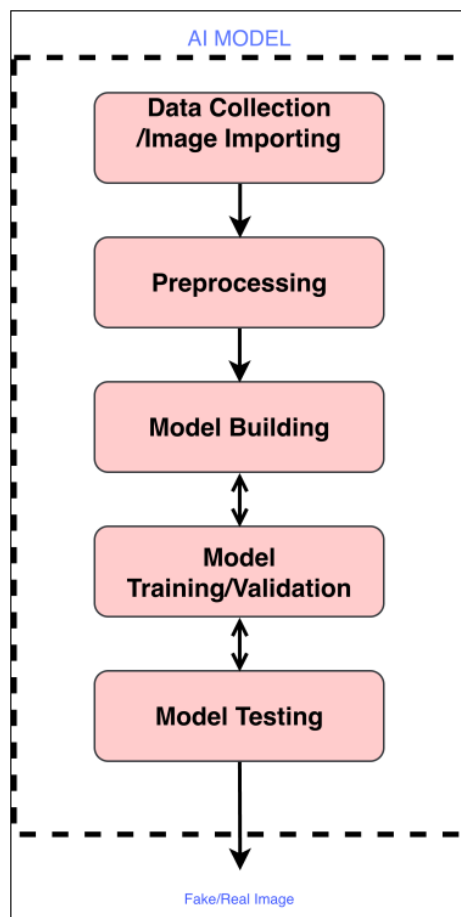 AI MODEL
Data Collection
/Image Importing
Preprocessing
Model Building
Model
Training/Validation
Model Testing
Fake/Real Image